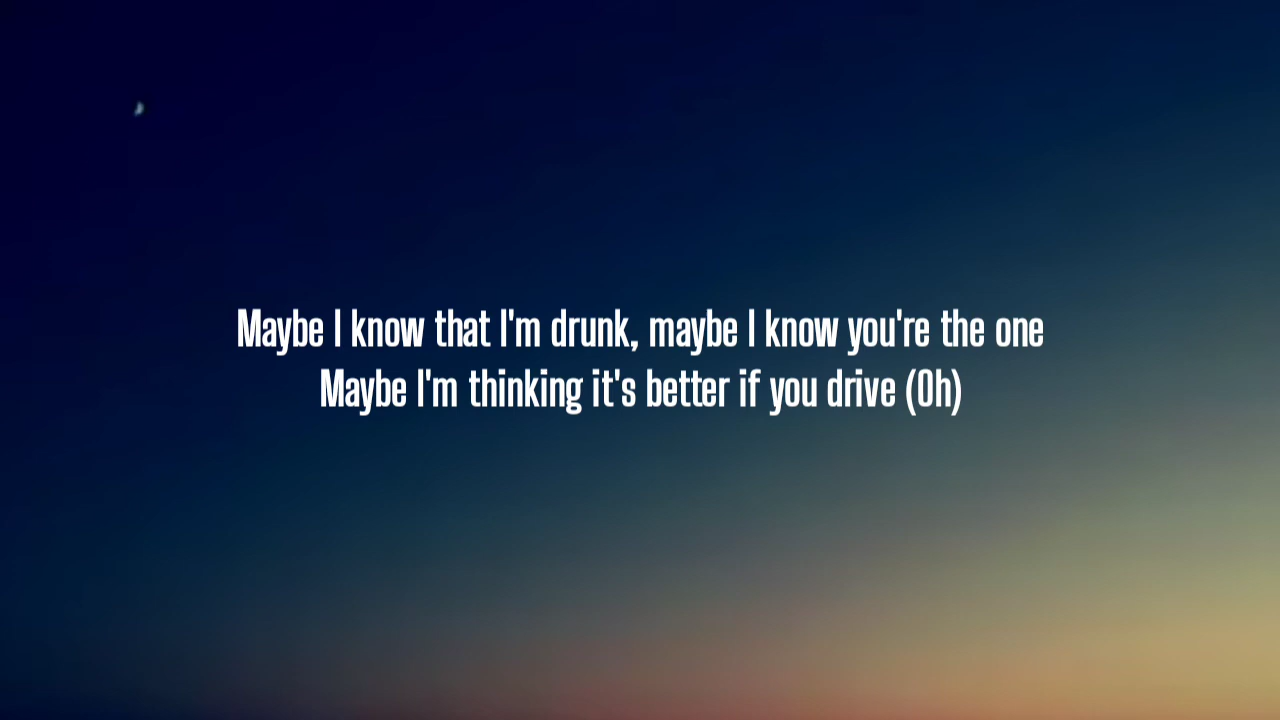 Maybe I know that I'm drunk, maybe I know you're the one
Maybe I'm thinking it's better if you drive (Oh)